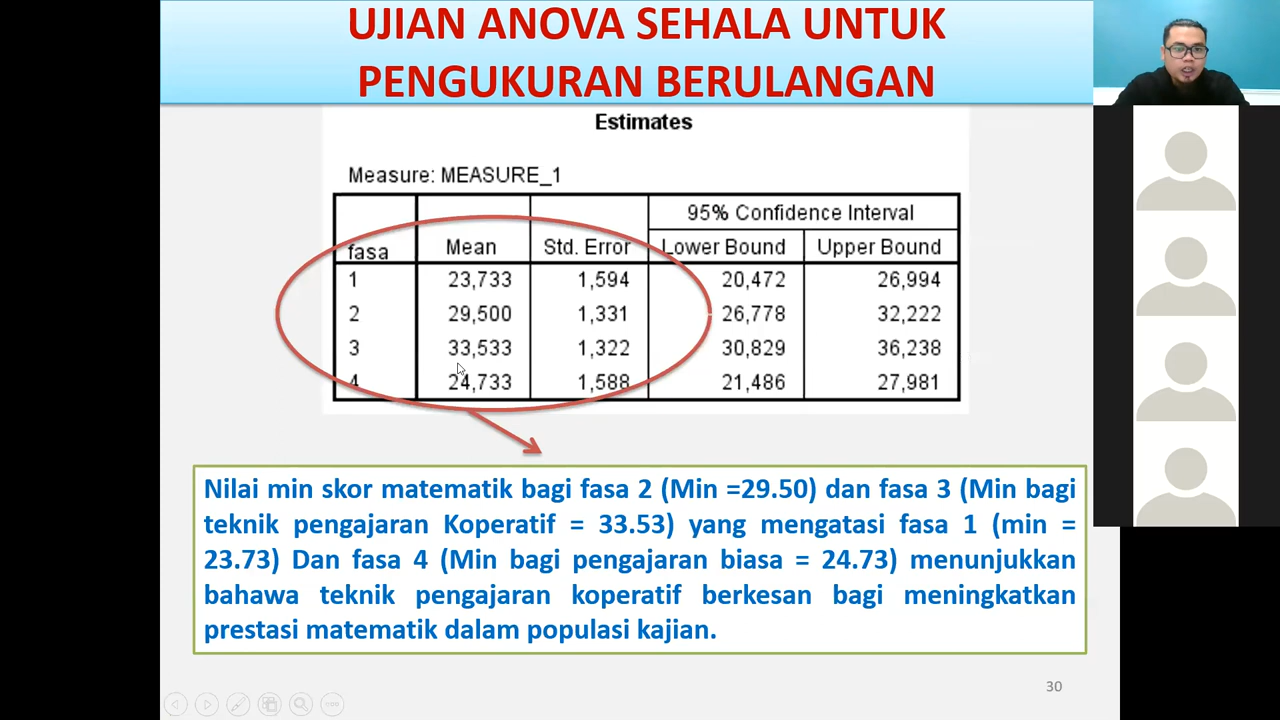 UJIAN ANOVA SEHALA UNTUK
PENGUKURAN BERULANGAN
Estimates
Measure: MEASURE_1
95% Confidence Interval
fasa Mean Std. Error Lower Bound Upper Bound
1 23,733 1,594 20,472 26,994
2 29,500 1,331 26,778 32,222
3 33,533 1,322 30,829 36,238
4 24,733 1,588 21,486 27,981
Nilai min skor matematik bagi fasa 2 (Min =29.50) dan fasa 3 (Min bagi
teknik pengajaran Koperatif = 33.53) yang mengatasi fasa 1 (min =
23.73) Dan fasa 4 (Min bagi pengajaran biasa = 24.73) menunjukkan
bahawa teknik pengajaran koperatif berkesan bagi meningkatkan
prestasi matematik dalam populasi kajian.
30